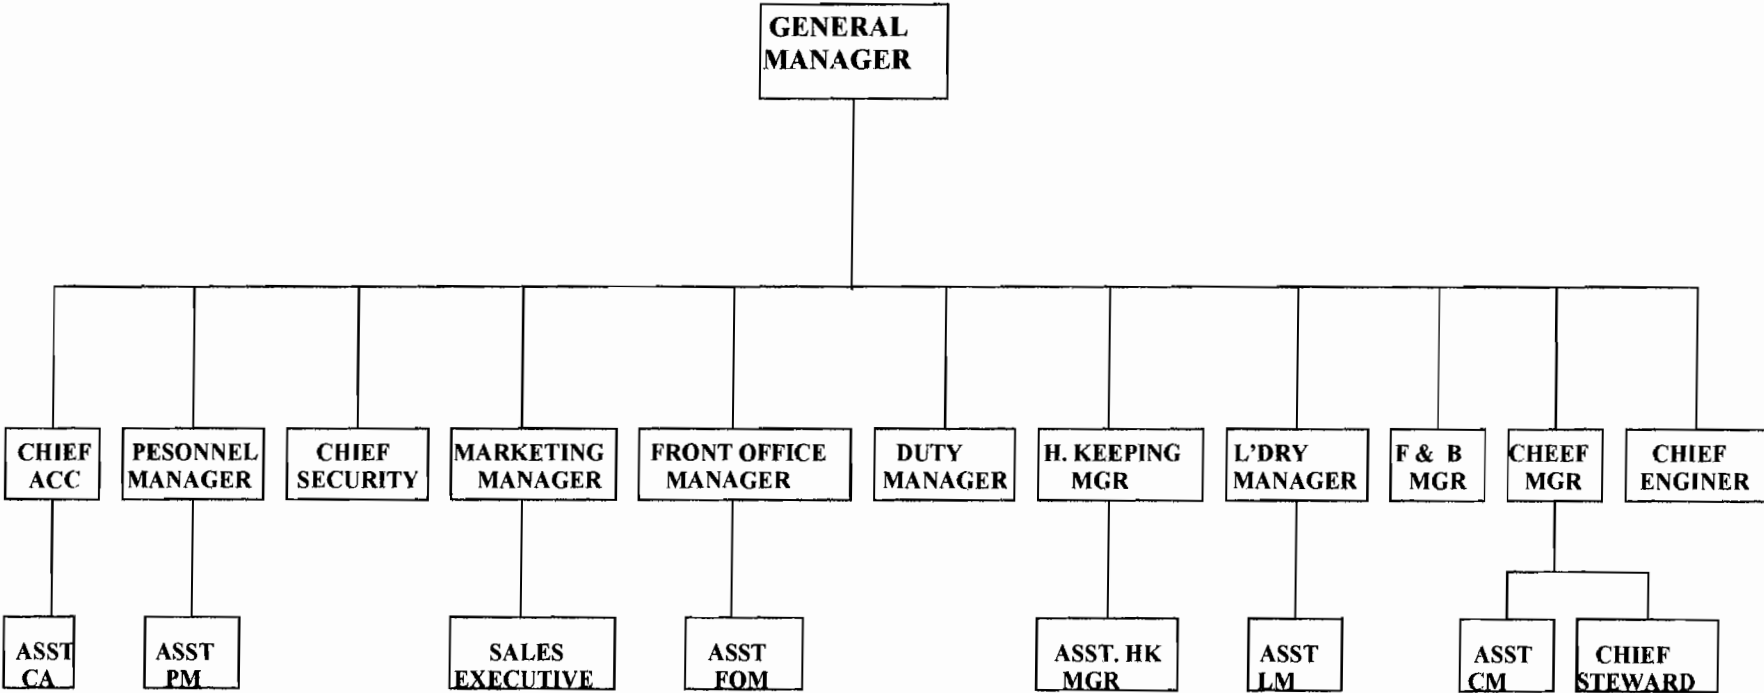 GENERAL
MANAGER
CHIEF
ACC
PESONNEL
MANAGER
CHIEF
SECURITY
MARKETING
MANAGER
FRONT OFFICE
MANAGER
DUTY
MANAGER
H. KEEPING
MGR
L'DRY
MANAGER
F & B
MGR
CHEEF
MGR
CHIEF
ENGINER
ASST
CA
ASST
PM
SALES
EXECUTIVE
ASST
FOM
ASST. HK
MGR
ASST
LM
ASST
CM
CHIEF
STEWARD